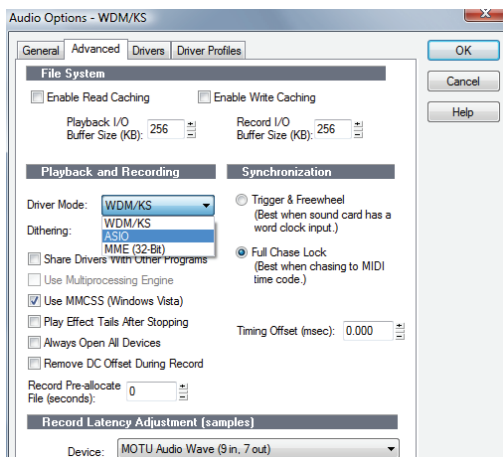 Audio Options - WDM/KS
General Advanced Drivers Driver Profiles
OK
Cancel
Help
File System
Enable Read Caching
Enable Write Caching
Playback I/O
Buffer Size (KB): 256
Record I/O
Buffer Size (KB): 256
Playback and Recording
Driver Mode: WDM/KS
WDM/KS
ASIO
MME (32-Bit)
Dithering:
Share Drivers With Other Programs
Use Multiprocessing Engine
Use MMCSS (Windows Vista)
Play Effect Tails After Stopping
Always Open All Devices
Remove DC Offset During Record
Record Pre-allocate
File (seconds): 0
Synchronization
Trigger & Freewheel
(Best when sound card has a
word clock input.)
Full Chase Lock
(Best when chasing to MIDI
time code.)
Timing Offset (msec): 0.000
Record Latency Adjustment (samples)
Device: MOTU Audio Wave (9 in, 7 out)